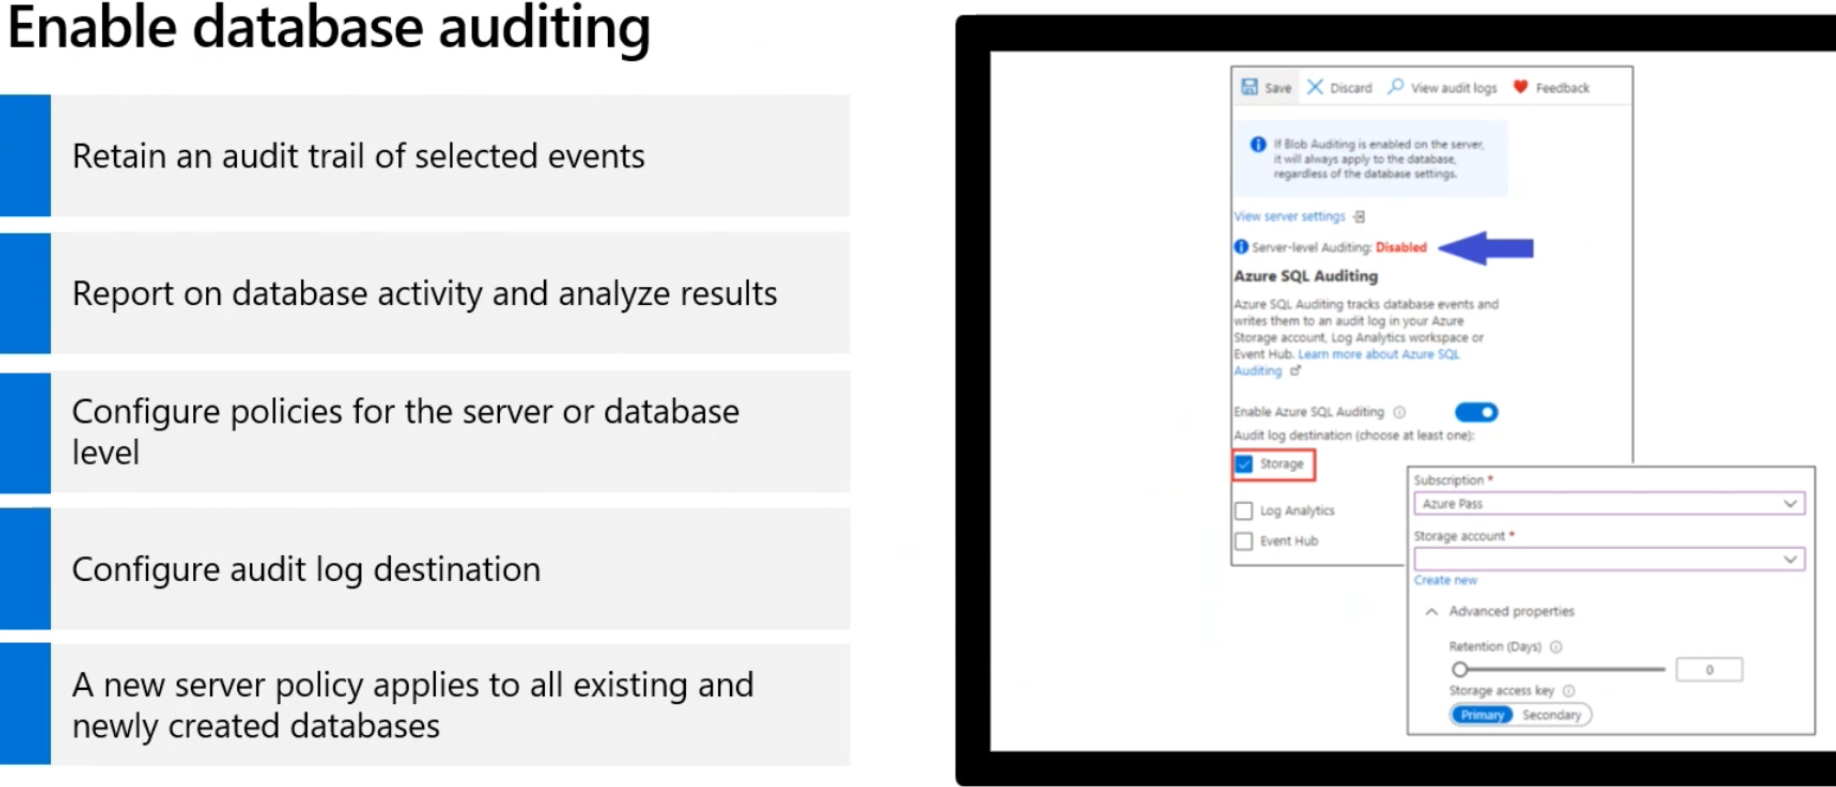 Enable database auditing
Retain an audit trail of selected events
Report on database activity and analyze results
Configure policies for the server or database
level
Configure audit log destination
A new server policy applies to all existing and
newly created databases
Save Discard View audit logs Feedback
If Blob Auditing is enabled on the server,
it will always apply to the database,
regardless of the database settings.
View server settings
Server-level Auditing: Disabled
Azure SQL Auditing
Azure SQL Auditing tracks database events and
writes them to an audit log in your Azure
Storage account, Log Analytics workspace or
Event Hub. Learn more about Azure SQL
Auditing
Enable Azure SQL Auditing
Audit log destination (choose at least one):
Storage
Log Analytics
Event Hub
Subscription *
Azure Pass
Storage account *
Create new
Advanced properties
Retention (Days)
0
Storage access key
Primary Secondary